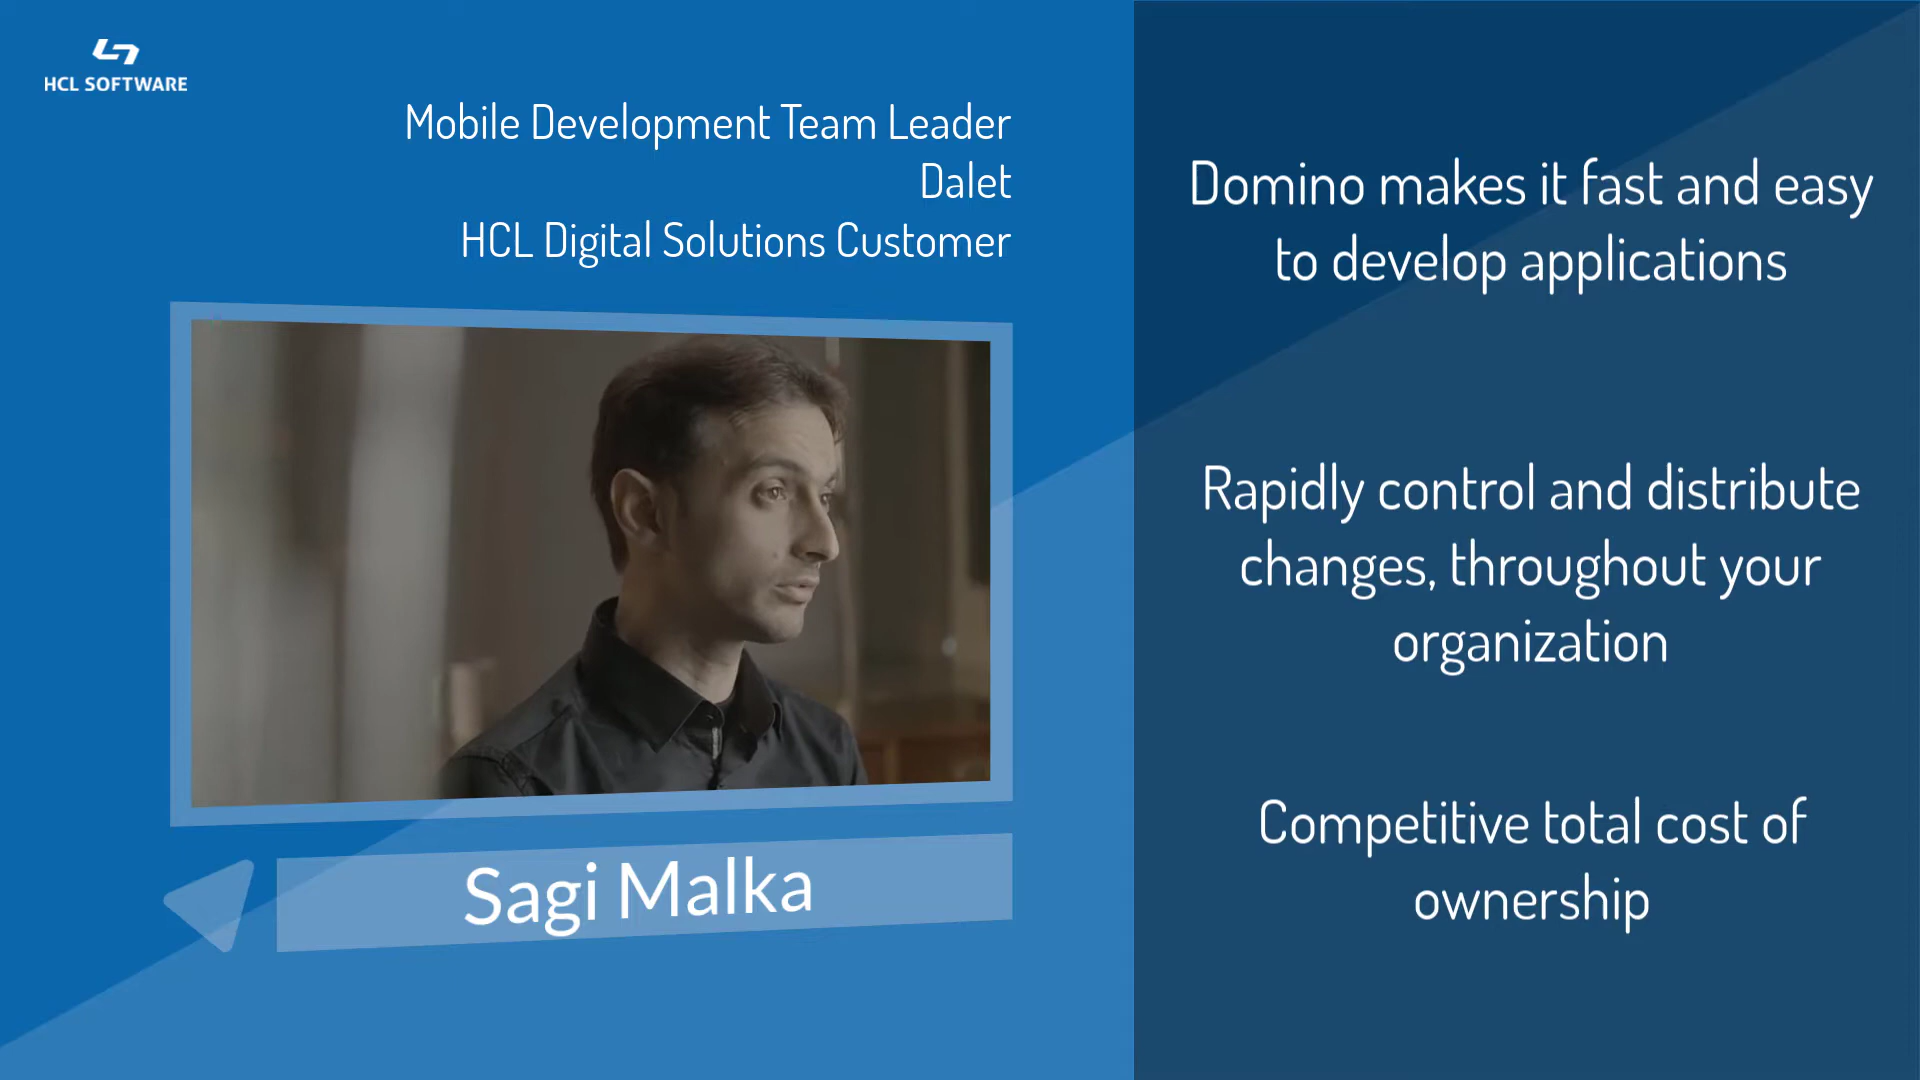 HCL SOFTWARE
Mobile Development Team Leader
Dalet
HCL Digital Solutions Customer
Sagi Malka
Domino makes it fast and easy
to develop applications
Rapidly control and distribute
changes, throughout your
organization
Competitive total cost of
ownership